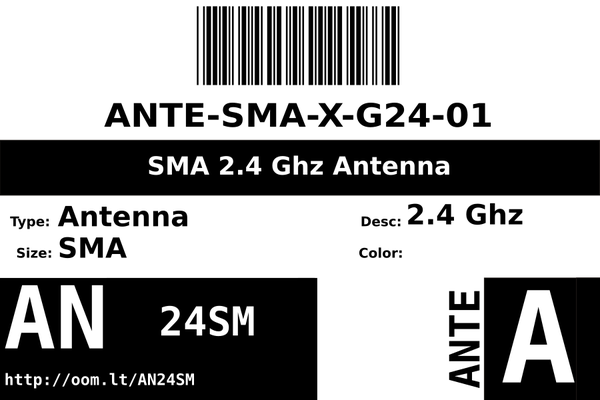 ANTE-SMA-X-G24-01
SMA 2.4 Ghz Antenna
Type: Antenna
Desc: 2.4 Ghz
Size: SMA
Color:
AN
24SM
http://oom.lt/AN24SM
ANTE
A